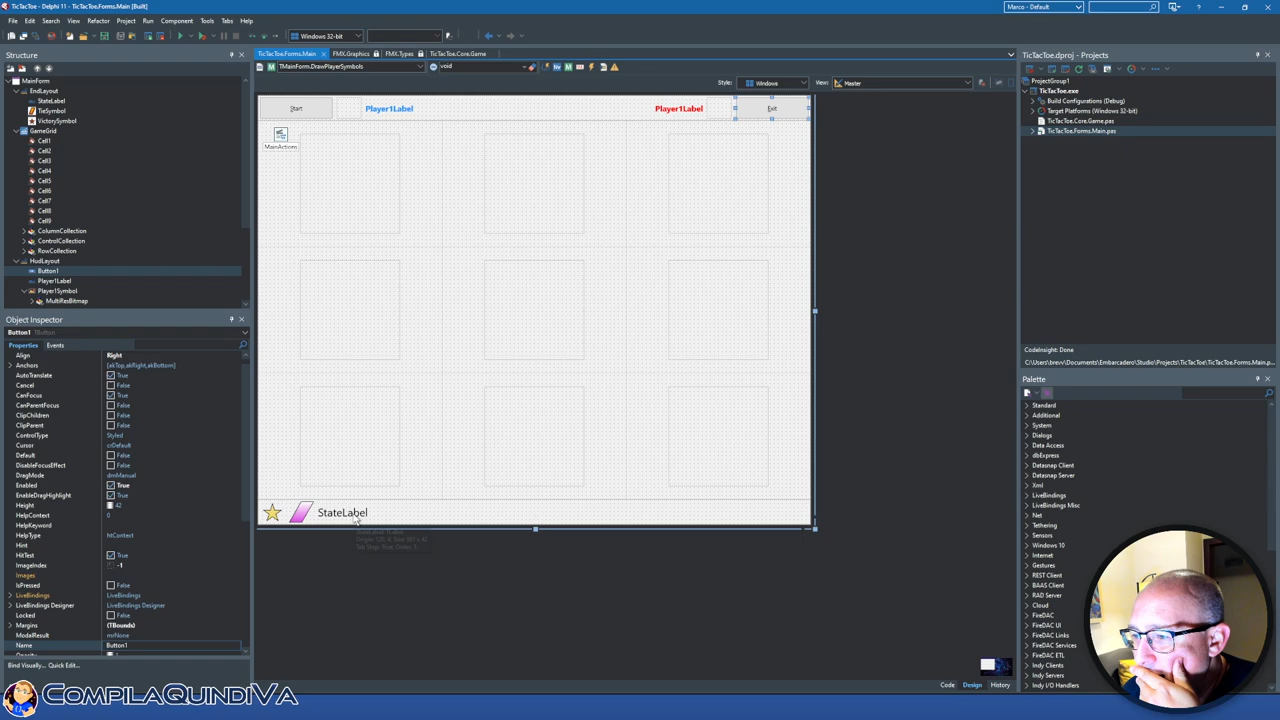 TicTacToe - Delphi 11 - TicTacToe.Forms.Main [Built]
Marco - Default
File Edit Search View Refactor Project Run Component Tools Tabs Help
Windows 32-bit
Structure
MainForm
EndLayout
StateLabel
TieSymbol
VictorySymbol
GameGrid
Cell1
Cell2
Cell3
Cell4
Cell5
Cell6
Cell7
Cell8
Cell9
ColumnCollection
ControlCollection
RowCollection
HudLayout
Button1
Player1Label
Player1Symbol
MultiResBitmap
Object Inspector
Button1 TButton
Properties Events
Align Right
Anchors [akTop,akRight,akBottom]
AutoTranslate True
Cancel False
CanFocus True
CanParentFocus False
ClipChildren False
ClipParent False
ControlType Styled
Cursor crDefault
Default False
DisableFocusEffect False
DragMode dmManual
Enabled True
EnableDragHighlight True
Height 42
HelpContext 0
HelpKeyword
HelpType htContext
Hint
HitTest True
ImageIndex -1
Images
IsPressed False
LiveBindings LiveBindings
LiveBindings Designer LiveBindings Designer
Locked False
Margins (TBounds)
ModalResult mrNone
Name Button1
Bind Visually... Quick Edit...
TicTacToe.Forms.Main FMX.Graphics FMX.Types TicTacToe.Core.Game
TMainForm.DrawPlayerSymbols void
Style: Windows View: Master
Start Player1Label Player1Label Exit
MainActions
StateLabel
Code Design History
TicTacToe.dproj - Projects
ProjectGroup1
TicTacToe.exe
Build Configurations (Debug)
Target Platforms (Windows 32-bit)
TicTacToe.Core.Game.pas
TicTacToe.Forms.Main.pas
CodeInsight: Done
Palette
Standard
Additional
System
Dialogs
Data Access
dbExpress
Datasnap Client
Datasnap Server
Xml
LiveBindings
LiveBindings Misc
Net
Tethering
Sensors
Windows 10
Internet
Gestures
REST Client
BAAS Client
RAD Server
Cloud
FireDAC
FireDAC UI
FireDAC Links
FireDAC Services
FireDAC ETL
Indy Clients
Indy Servers
Indy I/O Handlers
CompilaQuindiVa